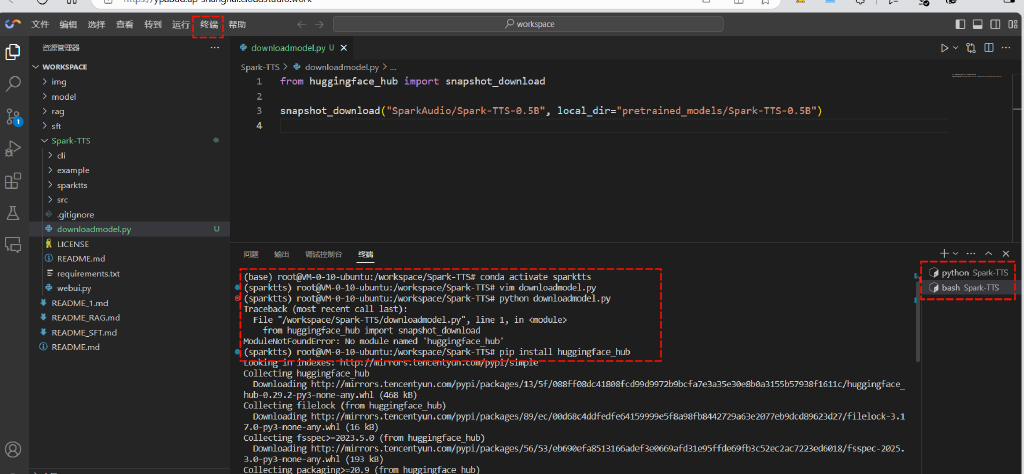 文件 编辑 选择 查看 转到 运行 终端 帮助
workspace
资源管理器
WORKSPACE
img
model
rag
sft
Spark-TTS
cli
example
sparktts
src
.gitignore
downloadmodel.py U
LICENSE
README.md
requirements.txt
webui.py
README_1.md
README_RAG.md
README_SFT.md
README.md
1
downloadmodel.py U
Spark-TTS > downloadmodel.py > ...
1 from huggingface_hub import snapshot_download
2
3 snapshot_download("SparkAudio/Spark-TTS-0.5B", local_dir="pretrained_models/Spark-TTS-0.5B")
4
问题 输出 调试控制台 终端
(base) root@VM-0-10-ubuntu:/workspace/Spark-TTS# conda activate sparktts
(sparktts) root@VM-0-10-ubuntu:/workspace/Spark-TTS# vim downloadmodel.py
(sparktts) root@VM-0-10-ubuntu:/workspace/Spark-TTS# python downloadmodel.py
Traceback (most recent call last):
File "/workspace/Spark-TTS/downloadmodel.py", line 1, in <module>
from huggingface_hub import snapshot_download
ModuleNotFoundError: No module named 'huggingface_hub'
(sparktts) root@VM-0-10-ubuntu:/workspace/Spark-TTS# pip install huggingface_hub
Looking in indexes: http://mirrors.tencentyun.com/pypi/simple
Collecting huggingface_hub
Downloading http://mirrors.tencentyun.com/pypi/packages/13/5f/088ff08dc41800fcd99d9972b9bcfa7e3a35e30e8b0a3155b57938f1611c/huggingface_
hub-0.29.2-py3-none-any.whl (468 kB)
Collecting filelock (from huggingface_hub)
Downloading http://mirrors.tencentyun.com/pypi/packages/89/ec/00d68c4ddfedfe64159999e5f8a98fb8442729a63e2077eb9dcd89623d27/filelock-3.1
7.0-py3-none-any.whl (16 kB)
Collecting fsspec>=2023.5.0 (from huggingface_hub)
Downloading http://mirrors.tencentyun.com/pypi/packages/56/53/eb690efa8513166adef3e0669afd31e95ffde69fb3c52ec2ac7223ed6018/fsspec-2025.
3.0-py3-none-any.whl (193 kB)
Collecting packaging>=20.9 (from huggingface_hub)
python Spark-TTS
bash Spark-TTS